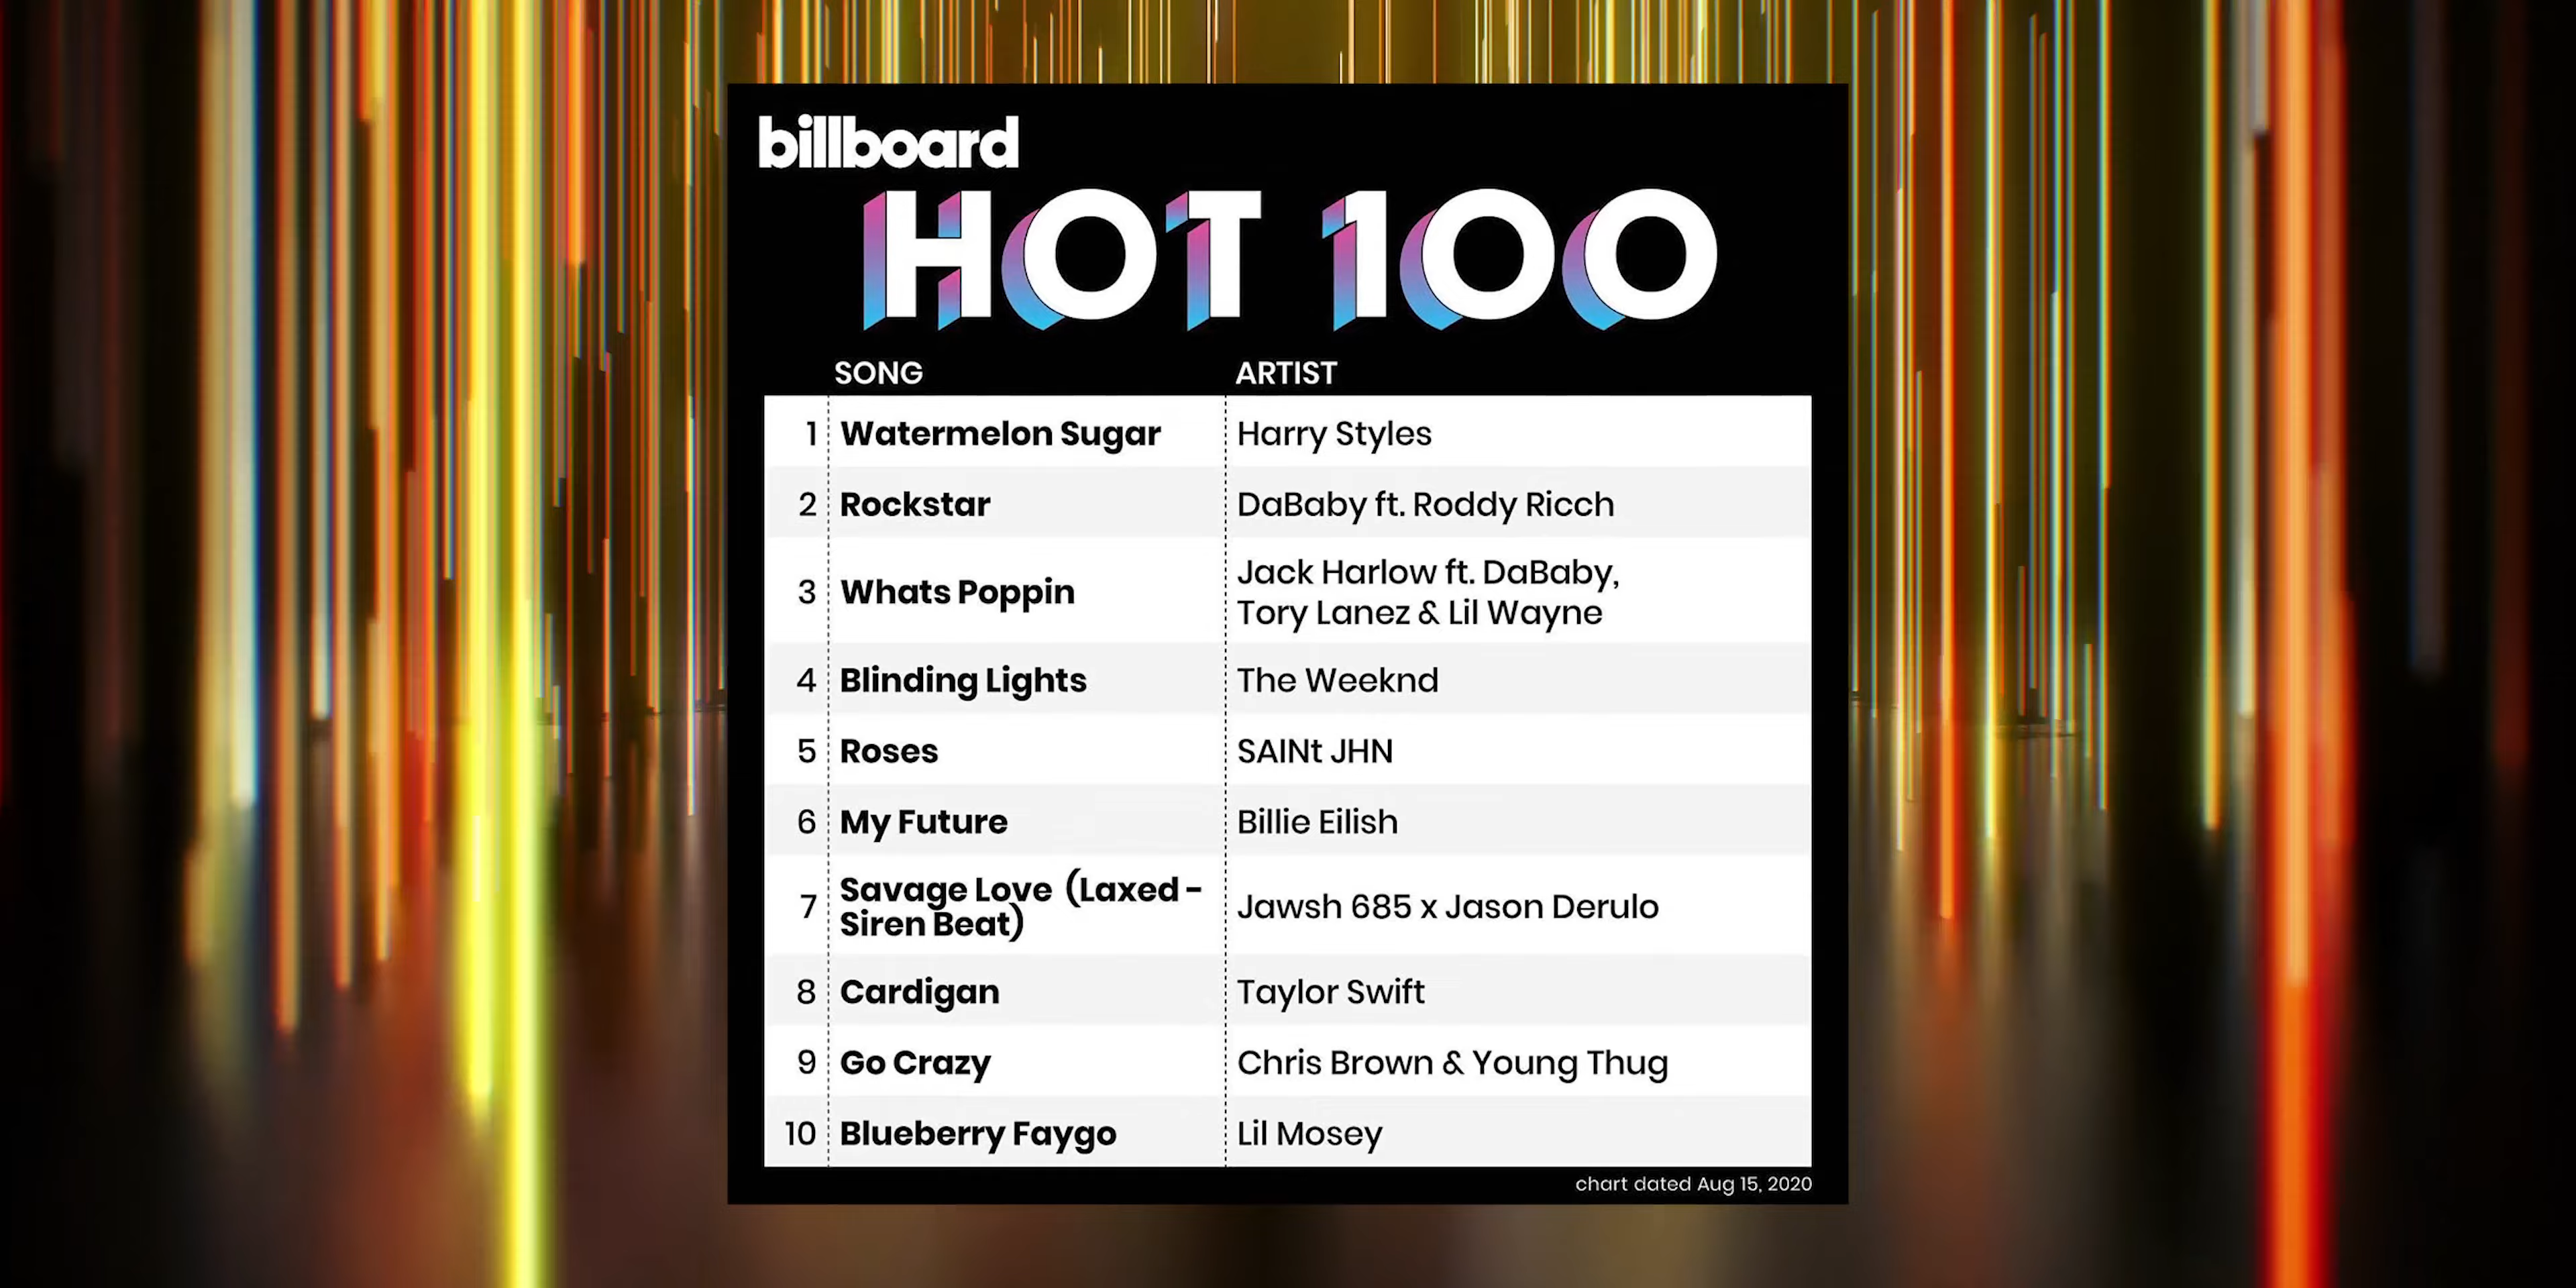 billboard
HOT 100
SONG ARTIST
1 Watermelon Sugar Harry Styles
2 Rockstar DaBaby ft. Roddy Ricch
3 Whats Poppin Jack Harlow ft. DaBaby,
Tory Lanez & Lil Wayne
4 Blinding Lights The Weeknd
5 Roses SAINt JHN
6 My Future Billie Eilish
7 Savage Love (Laxed -
Siren Beat) Jawsh 685 x Jason Derulo
8 Cardigan Taylor Swift
9 Go Crazy Chris Brown & Young Thug
10 Blueberry Faygo Lil Mosey
chart dated Aug 15, 2020